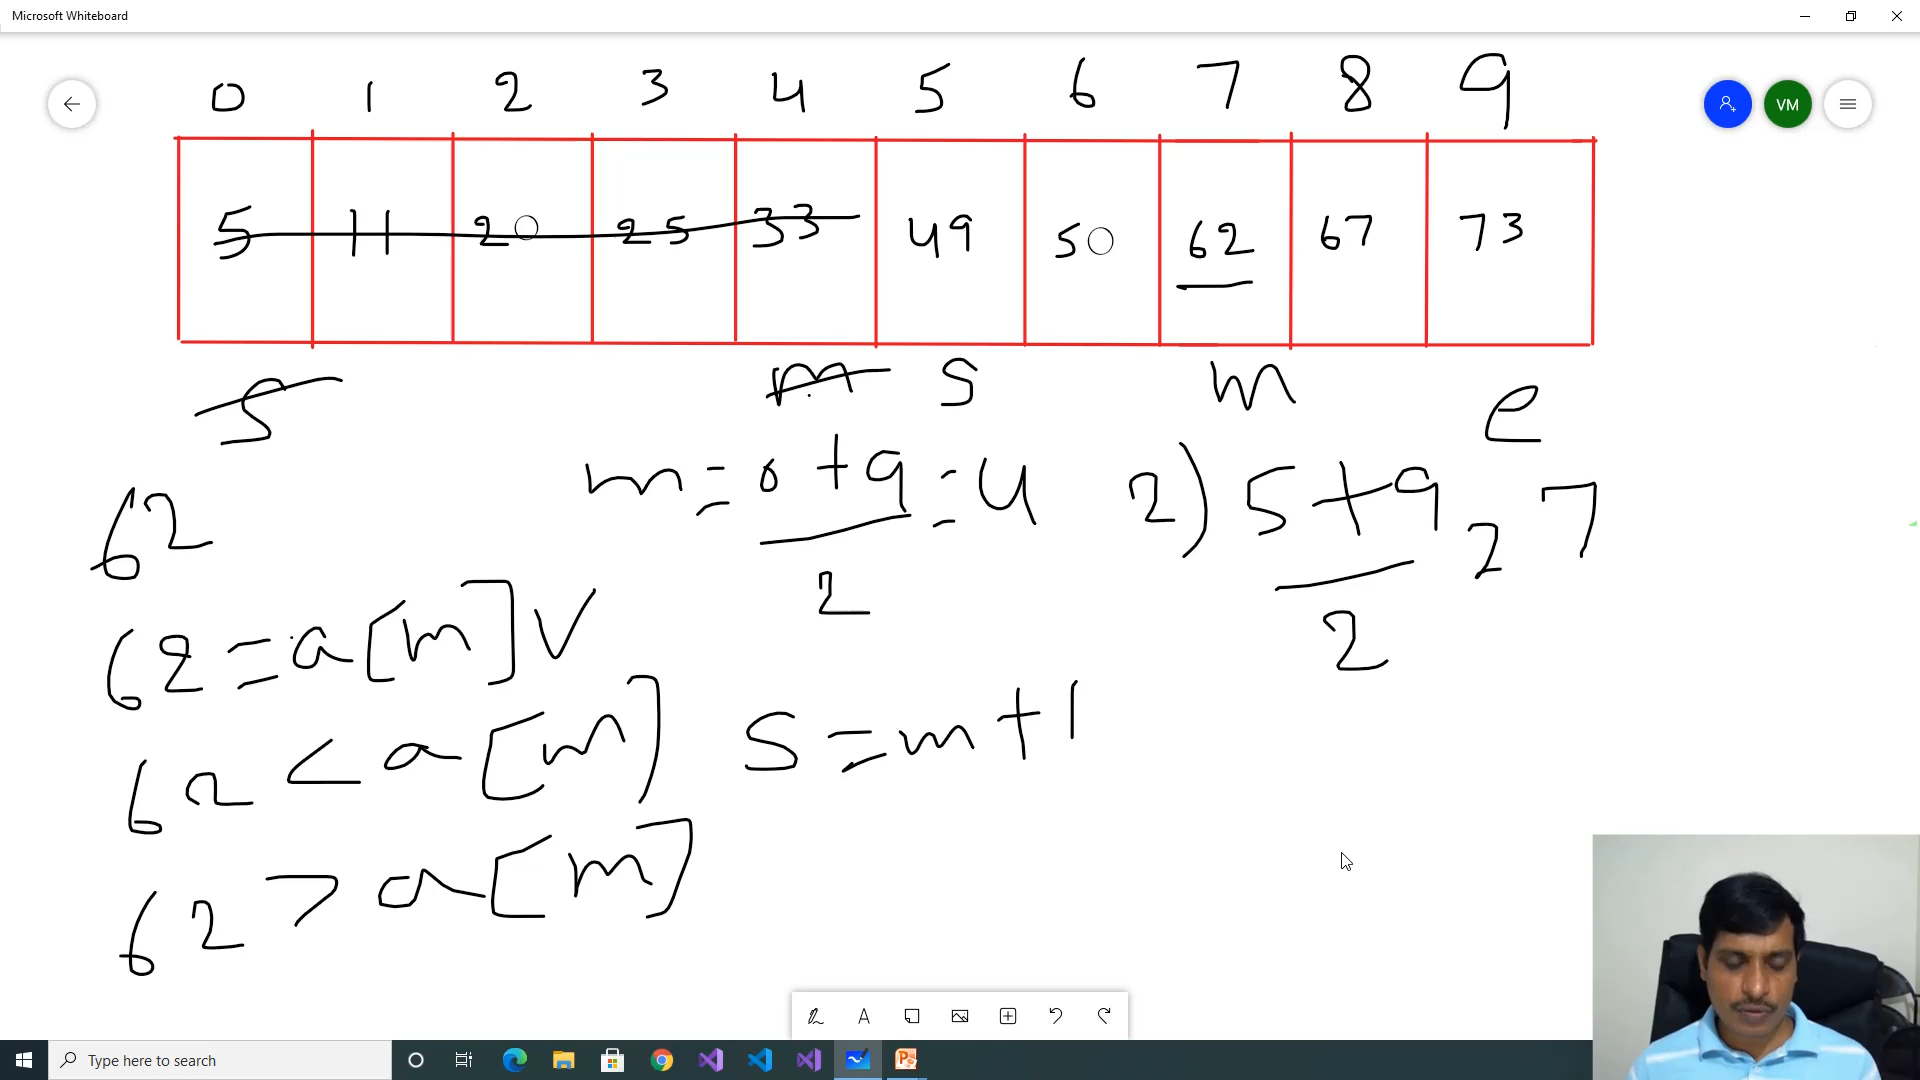 Microsoft Whiteboard
0 1 2 3 4 5 6 7 8 9
VM
5 11 20 25 33 49 50 62 67 73
s m s m e
m = 0 + 9 = 4
2
2) 5 + 9 2 7
2
62
62 = a[m] V
62 < a[m] s = m + 1
62 > a[m]
A
Type here to search